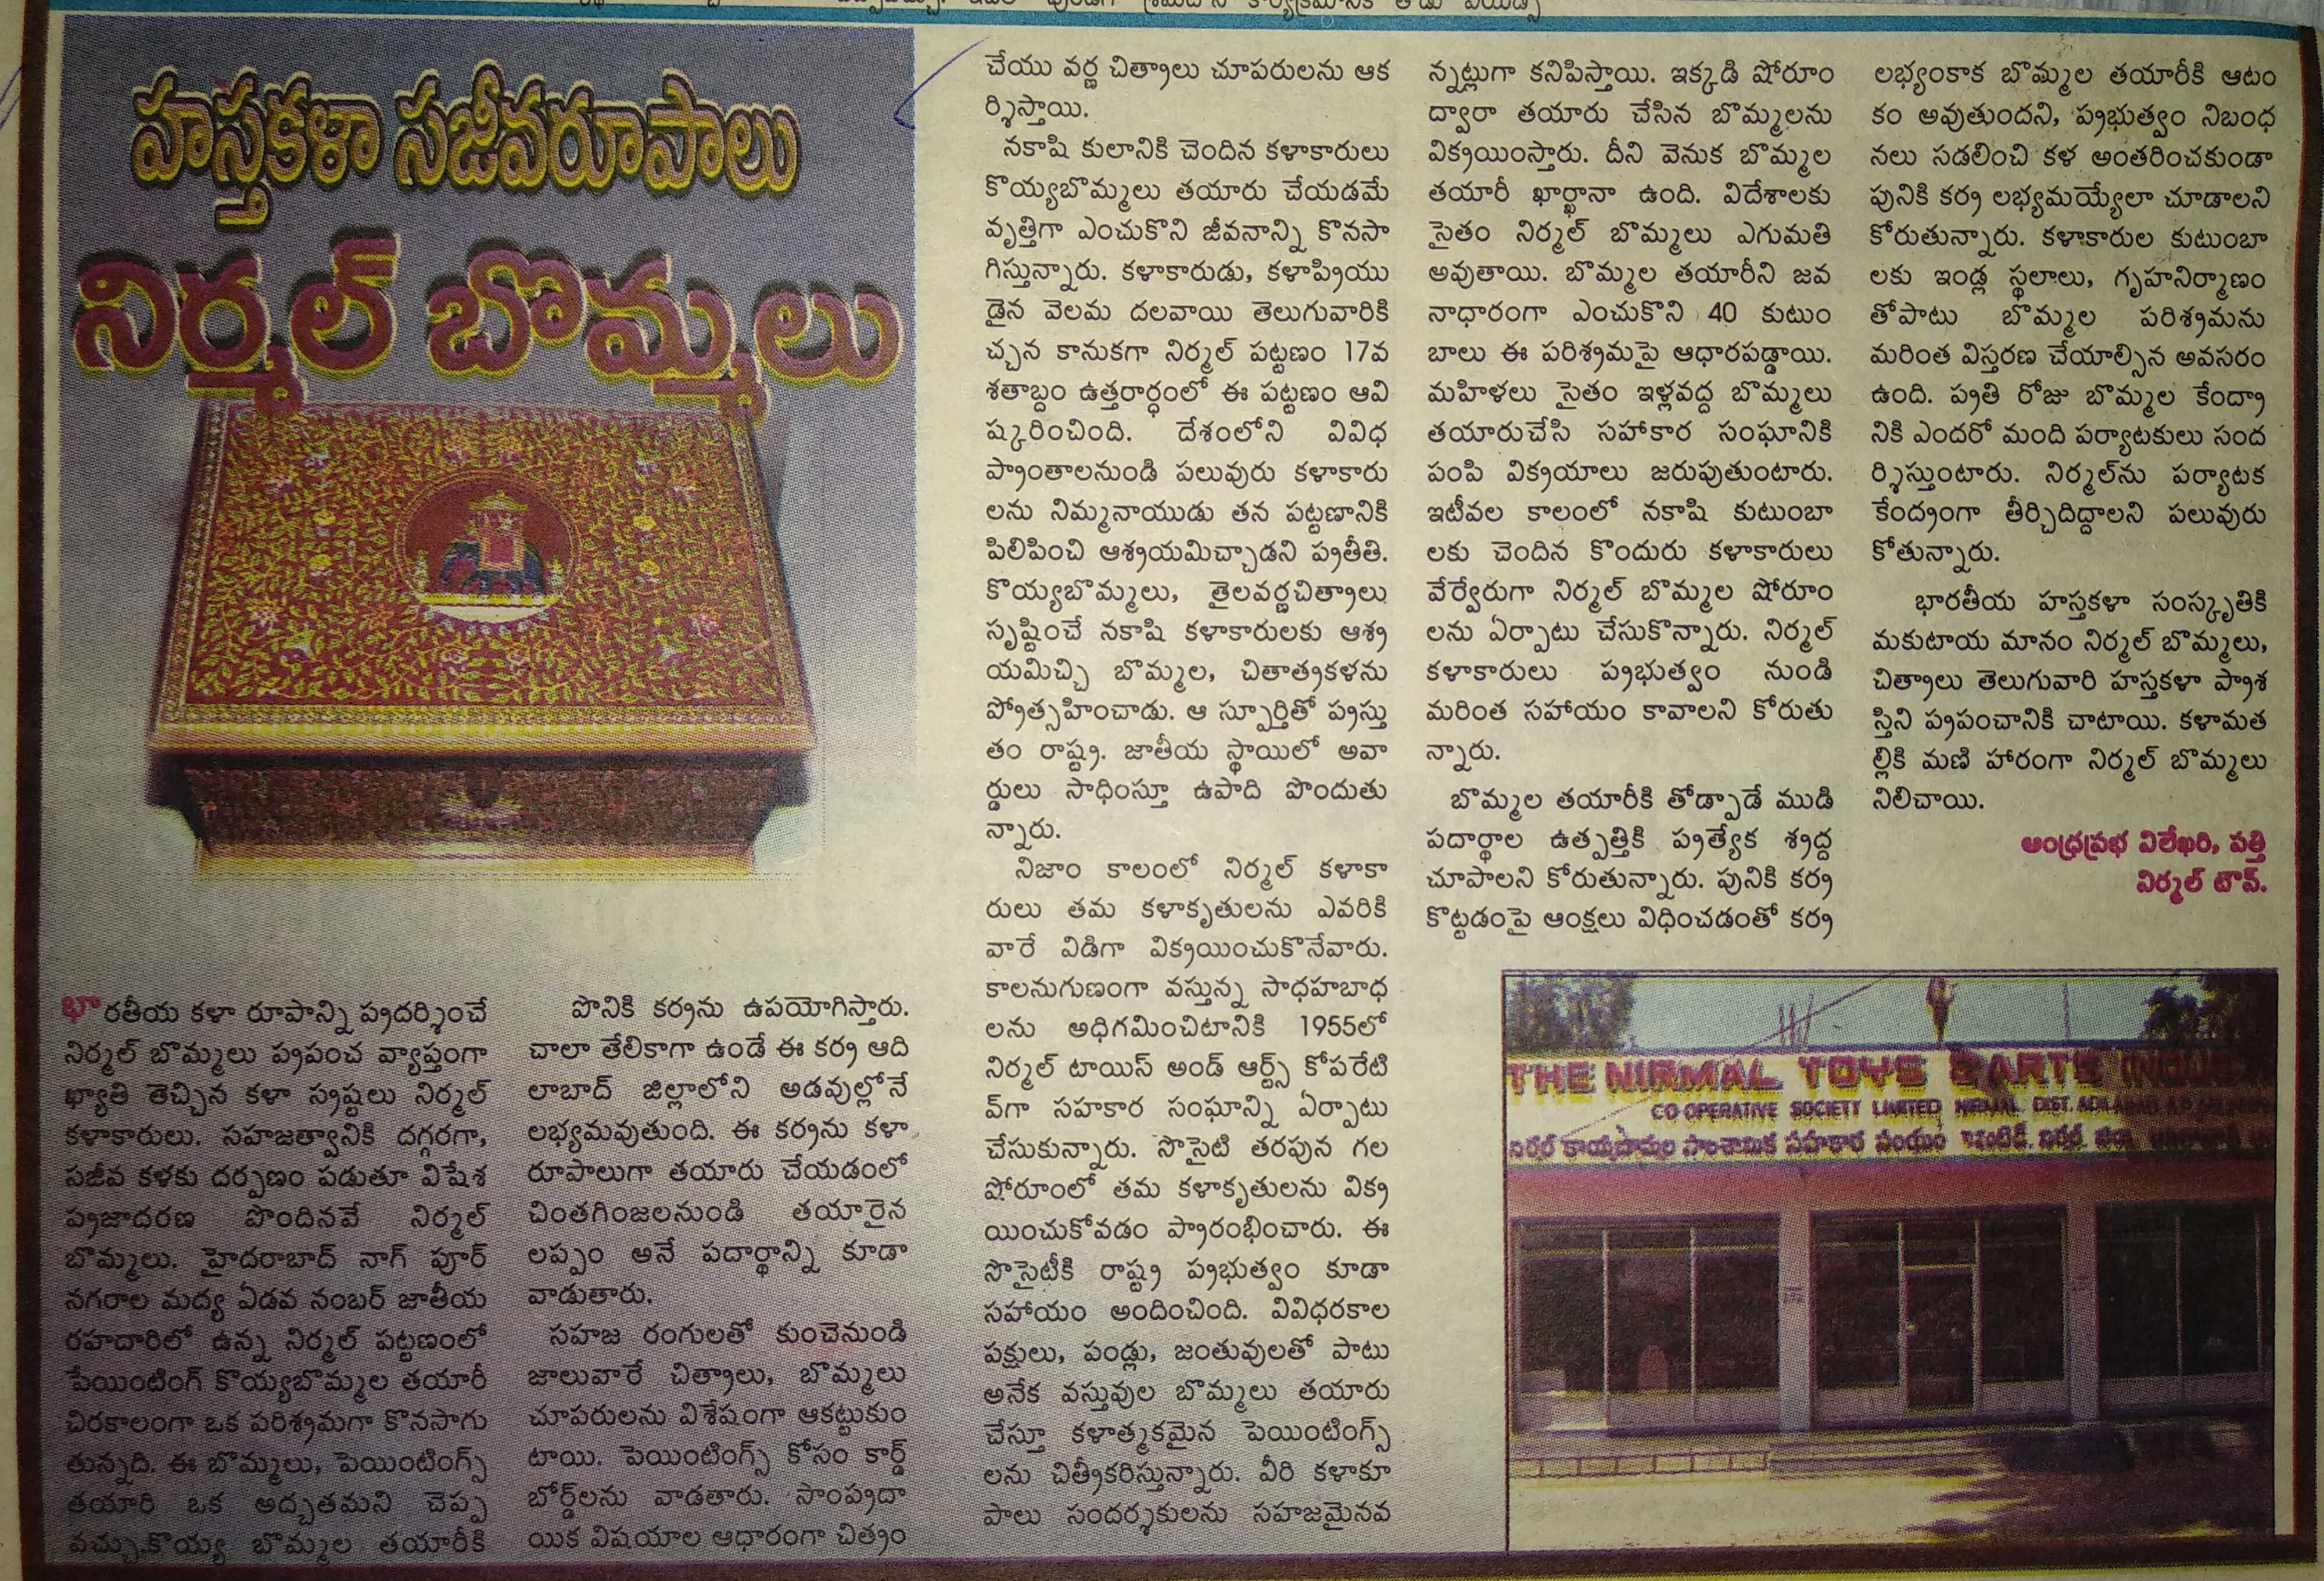 హస్తకళా సజీవరూపాలు
నిర్మల్ బొమ్మలు
భారతీయ కళా రూపాన్ని ప్రదర్శించే
నిర్మల్ బొమ్మలు ప్రపంచ వ్యాప్తంగా
ఖ్యాతి తెచ్చిన కళా స్రష్టలు నిర్మల్
కళాకారులు. సహజత్వానికి దగ్గరగా,
సజీవ కళకు దర్పణం పడుతూ విషేశ
ప్రజాదరణ పొందినవే నిర్మల్
బొమ్మలు. హైదరాబాద్ నాగ్ పూర్
నగరాల మధ్య ఏడవ నంబర్ జాతీయ
రహదారిలో ఉన్న నిర్మల్ పట్టణంలో
పేయింటింగ్ కొయ్యబొమ్మల తయారీ
చిరకాలంగా ఒక పరిశ్రమగా కొనసాగు
తున్నది. ఈ బొమ్మలు, పెయింటింగ్స్
తయారి ఒక అద్భుతమని చెప్ప
వచ్చు.కొయ్య బొమ్మల తయారీకి
పొనికి కర్రను ఉపయోగిస్తారు.
చాలా తేలికాగా ఉండే ఈ కర్ర ఆది
లాబాద్ జిల్లాలోని అడవుల్లోనే
లభ్యమవుతుంది. ఈ కర్రను కళా
రూపాలుగా తయారు చేయడంలో
చింతగింజలనుండి తయారైన
లప్పం అనే పదార్థాన్ని కూడా
వాడుతారు.
సహజ రంగులతో కుంచెనుండి
జాలువారే చిత్రాలు, బొమ్మలు
చూపరులను విశేషంగా ఆకట్టుకుం
టాయి. పెయింటింగ్స్ కోసం కార్డ్
బోర్డ్‌లను వాడతారు. సాంప్రదా
యిక విషయాల ఆధారంగా చిత్రం
చేయు వర్ణ చిత్రాలు చూపరులను ఆక
ర్శిస్తాయి.
నకాషి కులానికి చెందిన కళాకారులు
కొయ్యబొమ్మలు తయారు చేయడమే
వృత్తిగా ఎంచుకొని జీవనాన్ని కొనసా
గిస్తున్నారు. కళాకారుడు, కళాప్రియు
డైన వెలమ దలవాయి తెలుగువారికి
చ్చిన కానుకగా నిర్మల్ పట్టణం 17వ
శతాబ్దం ఉత్తరార్థంలో ఈ పట్టణం ఆవి
ష్కరించింది. దేశంలోని వివిధ
ప్రాంతాలనుండి పలువురు కళాకారు
లను నిమ్మనాయుడు తన పట్టణానికి
పిలిపించి ఆశ్రయమిచ్చాడని ప్రతీతి.
కొయ్యబొమ్మలు, తైలవర్ణచిత్రాలు
సృష్టించే నకాషి కళాకారులకు ఆశ్ర
యమిచ్చి బొమ్మల, చితాత్రకళను
ప్రోత్సహించాడు. ఆ స్ఫూర్తితో ప్రస్తు
తం రాష్ట్ర. జాతీయ స్థాయిలో అవా
ర్డులు సాధింస్తూ ఉపాది పొందుతు
న్నారు.
నిజాం కాలంలో నిర్మల్ కళాకా
రులు తమ కళాకృతులను ఎవరికి
వారే విడిగా విక్రయించుకొనేవారు.
కాలనుగుణంగా వస్తున్న సాధహబాధ
లను అధిగమించిటానికి 1955లో
నిర్మల్ టాయిస్ అండ్ ఆర్ట్స్ కోపరేటి
వ్‌గా సహకార సంఘాన్ని ఏర్పాటు
చేసుకున్నారు. సొసైటి తరపున గల
షోరూంలో తమ కళాకృతులను విక్ర
యించుకోవడం ప్రారంభించారు. ఈ
సొసైటీకి రాష్ట్ర ప్రభుత్వం కూడా
సహాయం అందించింది. వివిధరకాల
పక్షులు, పండ్లు, జంతువులతో పాటు
అనేక వస్తువుల బొమ్మలు తయారు
చేస్తూ కళాత్మకమైన పెయింటింగ్స్
లను చిత్రీకరిస్తున్నారు. వీరి కళాకూ
పాలు సందర్శకులను సహజమైనవ
న్నట్లుగా కనిపిస్తాయి. ఇక్కడి షోరూం
ద్వారా తయారు చేసిన బొమ్మలను
విక్రయింస్తారు. దీని వెనుక బొమ్మల
తయారీ ఖార్ఖానా ఉంది. విదేశాలకు
సైతం నిర్మల్ బొమ్మలు ఎగుమతి
అవుతాయి. బొమ్మల తయారీని జవ
నాధారంగా ఎంచుకొని 40 కుటుం
బాలు ఈ పరిశ్రమపై ఆధారపడ్డాయి.
మహిళలు సైతం ఇళ్లవద్ద బొమ్మలు
తయారుచేసి సహాకార సంఘానికి
పంపి విక్రయాలు జరుపుతుంటారు.
ఇటీవల కాలంలో నకాషి కుటుంబా
లకు చెందిన కొందురు కళాకారులు
వేర్వేరుగా నిర్మల్ బొమ్మల షోరూం
లను ఏర్పాటు చేసుకొన్నారు. నిర్మల్
కళాకారులు ప్రభుత్వం నుండి
మరింత సహాయం కావాలని కోరుతు
న్నారు.
బొమ్మల తయారీకి తోడ్పాడే ముడి
పదార్థాల ఉత్పత్తికి ప్రత్యేక శ్రద్ద
చూపాలని కోరుతున్నారు. పునికి కర్ర
కొట్టడంపై ఆంక్షలు విధించడంతో కర్ర
లభ్యంకాక బొమ్మల తయారీకి ఆటం
కం అవుతుందని, ప్రభుత్వం నిబంధ
నలు సడలించి కళ అంతరించకుండా
పునికి కర్ర లభ్యమయ్యేలా చూడాలని
కోరుతున్నారు. కళాకారుల కుటుంబా
లకు ఇండ్ల స్థలాలు, గృహనిర్మాణం
తోపాటు బొమ్మల పరిశ్రమను
మరింత విస్తరణ చేయాల్సిన అవసరం
ఉంది. ప్రతి రోజు బొమ్మల కేంద్రా
నికి ఎందరో మంది పర్యాటకులు సంద
ర్శిస్తుంటారు. నిర్మల్‌ను పర్యాటక
కేంద్రంగా తీర్చిదిద్దాలని పలువురు
కోతున్నారు.
భారతీయ హస్తకళా సంస్కృతికి
మకుటాయ మానం నిర్మల్ బొమ్మలు,
చిత్రాలు తెలుగువారి హస్తకళా ప్రాశ
స్తిని ప్రపంచానికి చాటాయి. కళామత
ల్లికి మణి హారంగా నిర్మల్ బొమ్మలు
నిలిచాయి.
ఆంధ్రప్రభ విలేఖరి, పత్తి
నిర్మల్ టౌన్.
THE NIRMAL TOYS & ARTS
CO-OPERATIVE SOCIETY LIMITED NIRMAL DIST. ADILABAD A.P.
నిర్మల్ కొయ్యబొమ్మల పారిశ్రామిక సహకార సంఘం